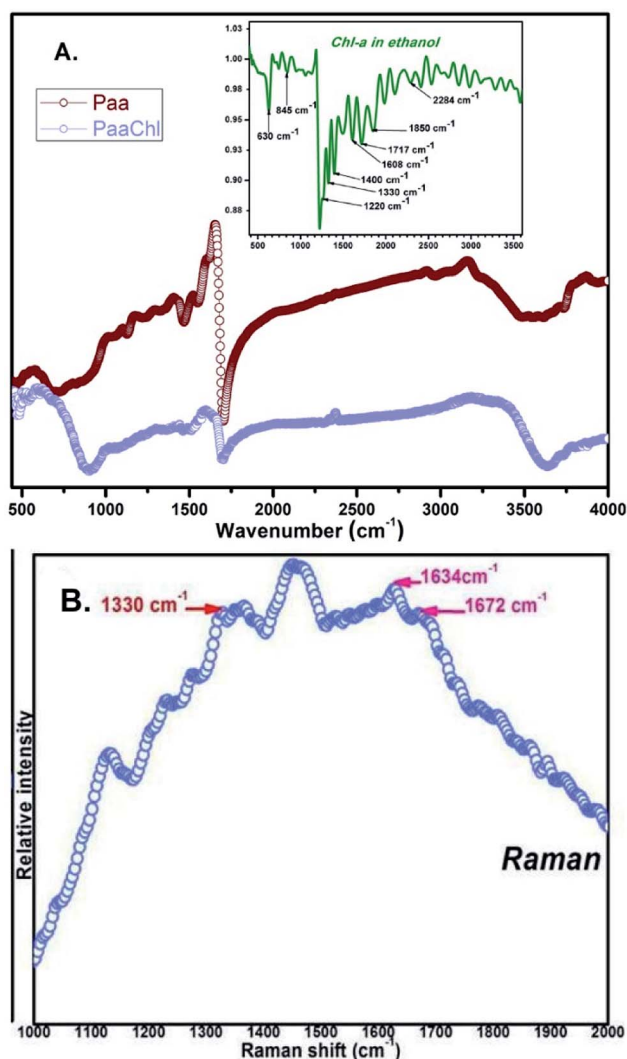 A.
Paa
PaaChl
Chl-a in ethanol
1.03
1.00
0.98
0.95
0.93
0.90
0.88
630 cm-1
845 cm-1
2284 cm-1
1850 cm-1
1717 cm-1
1608 cm-1
1400 cm-1
1330 cm-1
1220 cm-1
400 500 1000 1500 2000 2500 3000 3500
500 1000 1500 2000 2500 3000 3500 4000
Wavenumber (cm-1)
B.
1330 cm-1
1634cm-1
1672 cm-1
Relative intensity
Raman
1000 1100 1200 1300 1400 1500 1600 1700 1800 1900 2000
Raman shift (cm-1)